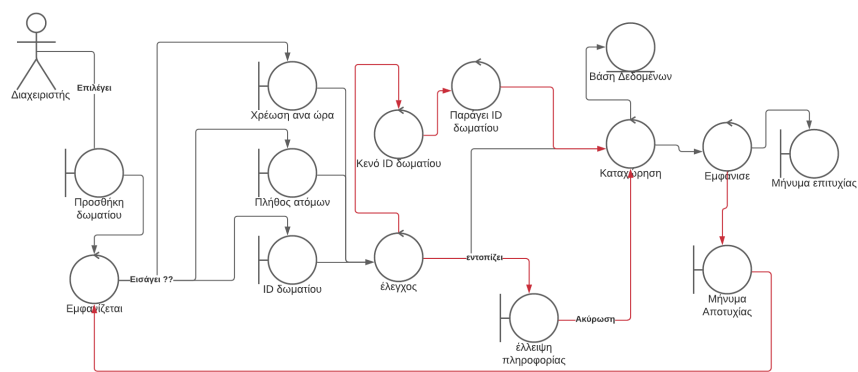 Διαχειριστής
Επιλέγει
Προσθήκη
δωματίου
Εμφανίζεται
Εισάγει ??
Χρέωση ανα ώρα
Πλήθος ατόμων
ID δωματίου
Κενό ID δωματίου
έλεγχος
Παράγει ID
δωματίου
εντοπίζει
έλλειψη
πληροφορίας
Ακύρωση
Βάση Δεδομένων
Καταχώρηση
Εμφάνισε
Μήνυμα επιτυχίας
Μήνυμα
Αποτυχίας